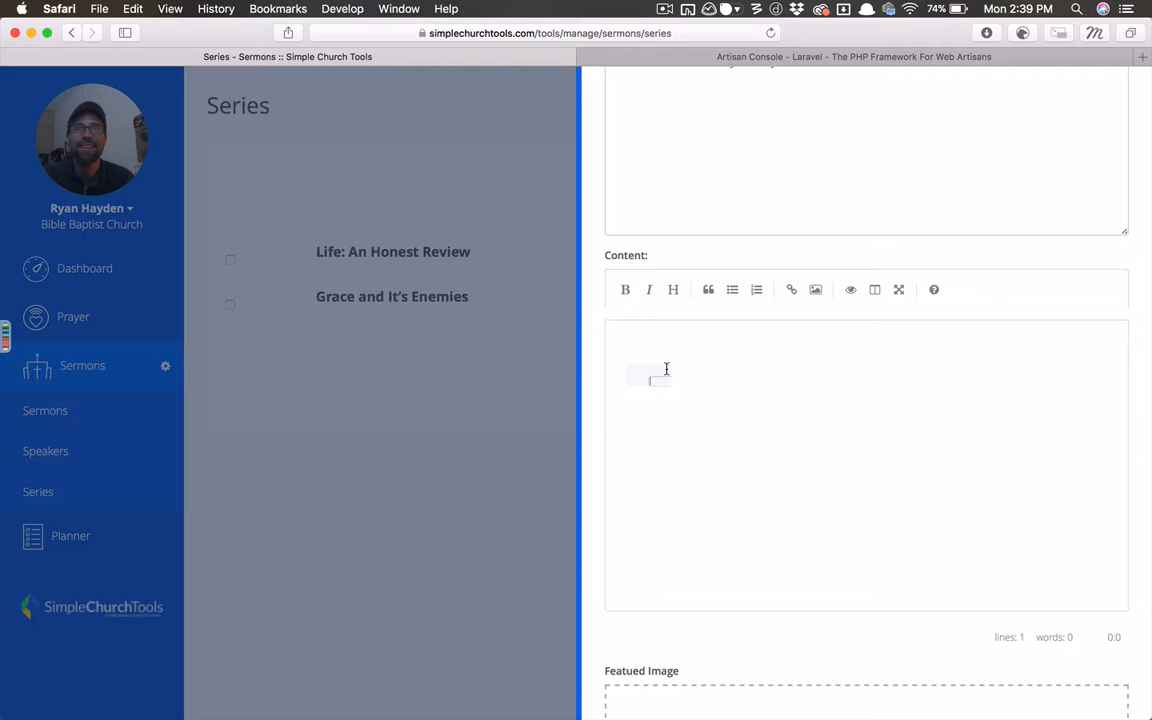 Safari File Edit View History Bookmarks Develop Window Help 74% Mon 2:39 PM
simplechurchtools.com/tools/manage/sermons/series
Series - Sermons :: Simple Church Tools
Artisan Console - Laravel - The PHP Framework For Web Artisans
Ryan Hayden
Bible Baptist Church
Dashboard
Prayer
Sermons
Sermons
Speakers
Series
Planner
SimpleChurchTools
Series
Life: An Honest Review
Grace and It's Enemies
Content:
B I H
lines: 1 words: 0 0:0
Featued Image